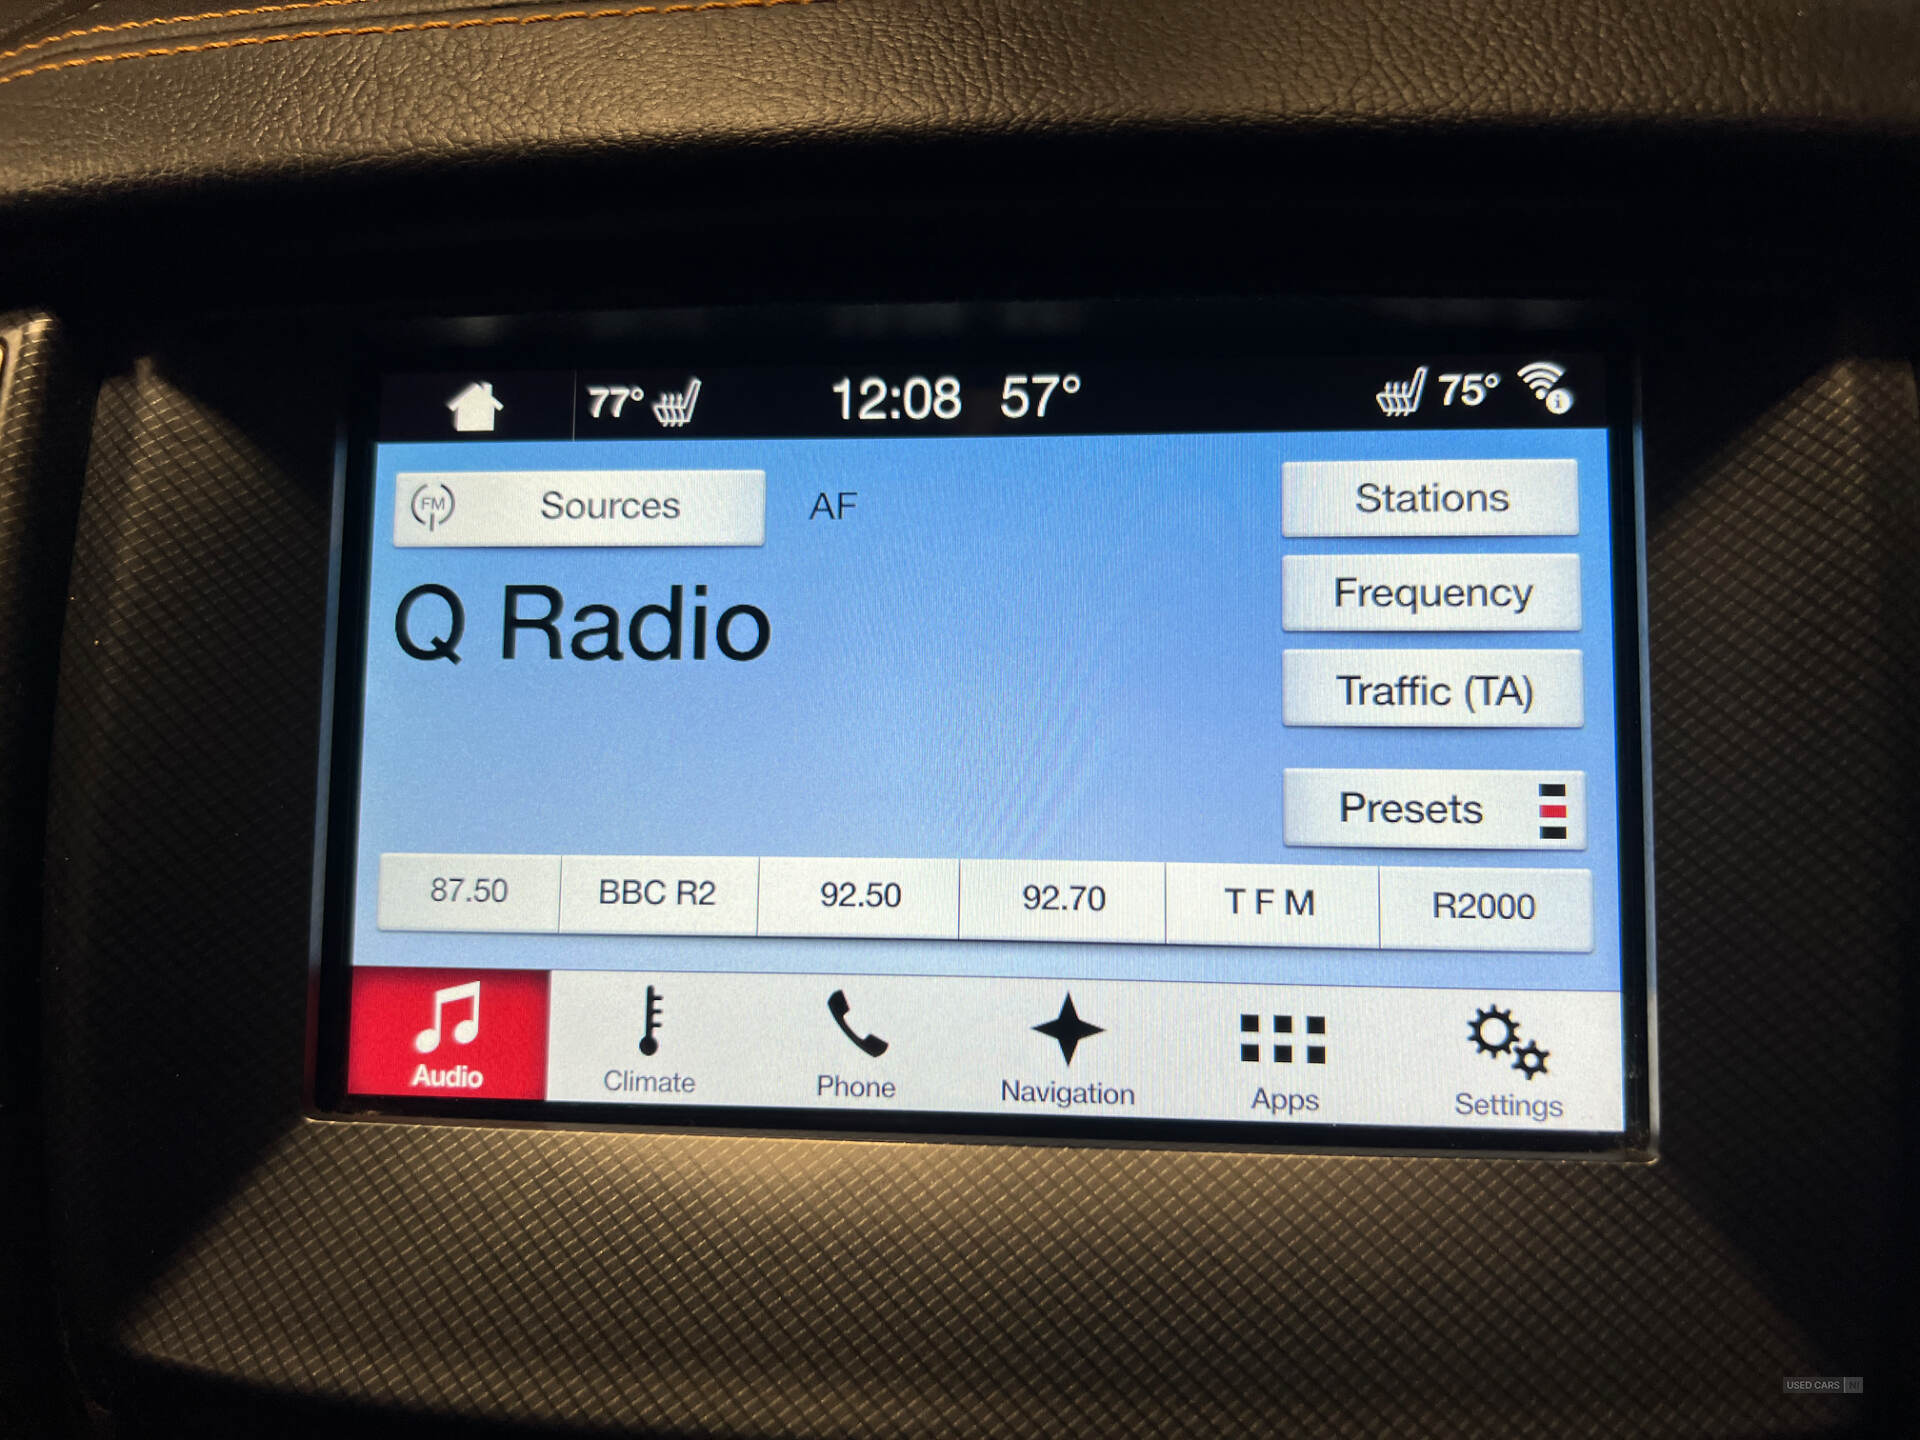 77° 12:08 57° 75°
FM Sources AF Stations
Q Radio
Frequency
Traffic (TA)
Presets
87.50 BBC R2 92.50 92.70 T F M R2000
Audio Climate Phone Navigation Apps Settings
USED CARS NI